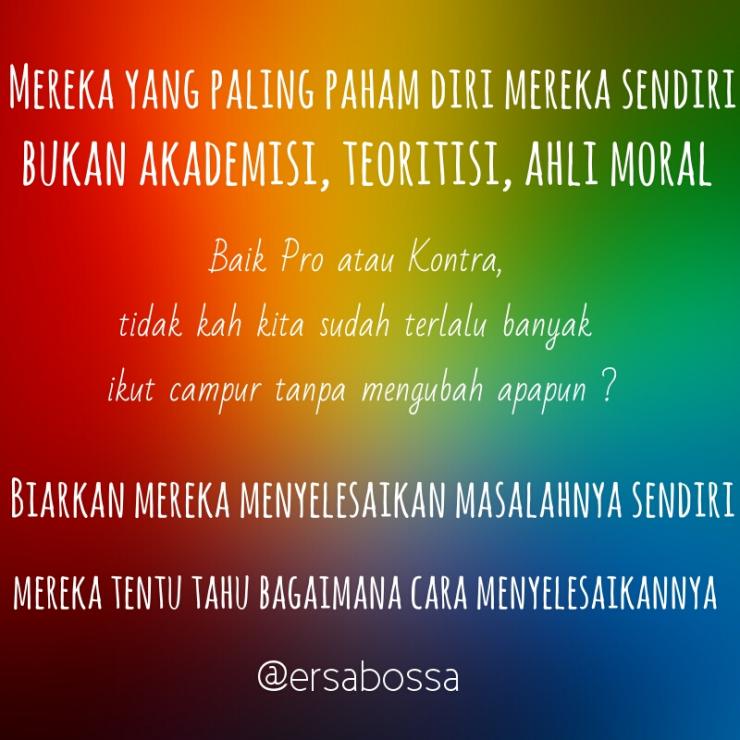 Mereka yang paling paham diri mereka sendiri
bukan akademisi, teoritisi, ahli moral
Baik Pro atau Kontra,
tidak kah kita sudah terlalu banyak
ikut campur tanpa mengubah apapun ?
Biarkan mereka menyelesaikan masalahnya sendiri
mereka tentu tahu bagaimana cara menyelesaikannya
@ersabossa